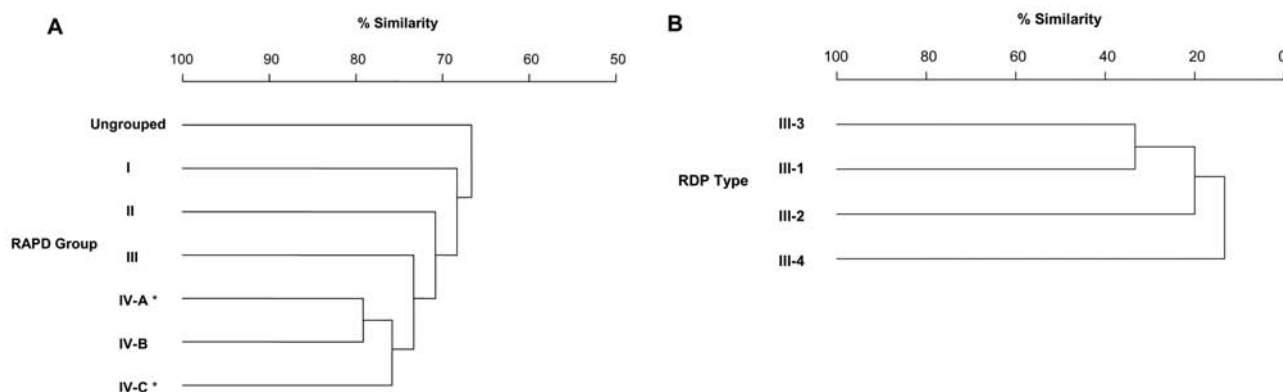 A
% Similarity
100 90 80 70 60 50
Ungrouped
I
II
RAPD Group
III
IV-A *
IV-B
IV-C *
B
% Similarity
100 80 60 40 20 0
III-3
III-1
RDP Type
III-2
III-4